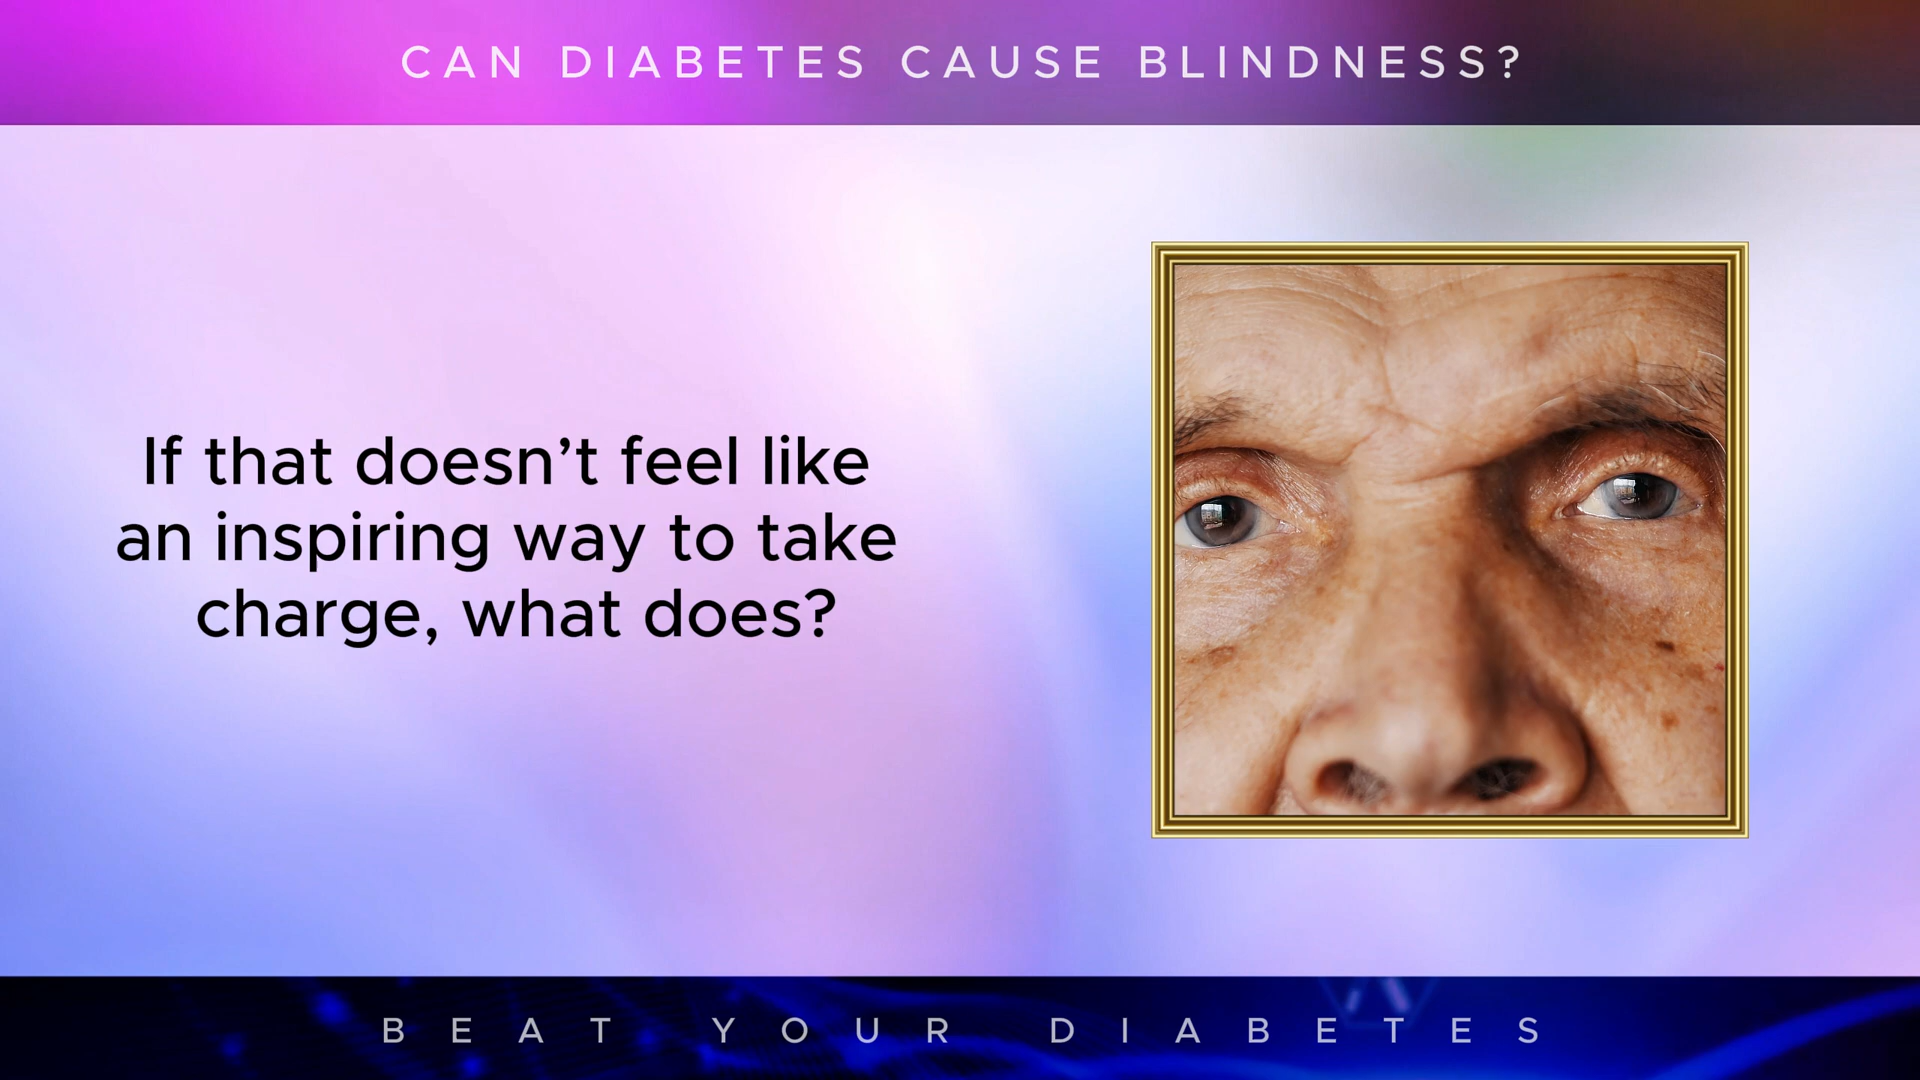 CAN DIABETES CAUSE BLINDNESS?
If that doesn’t feel like
an inspiring way to take
charge, what does?
BEAT YOUR DIABETES